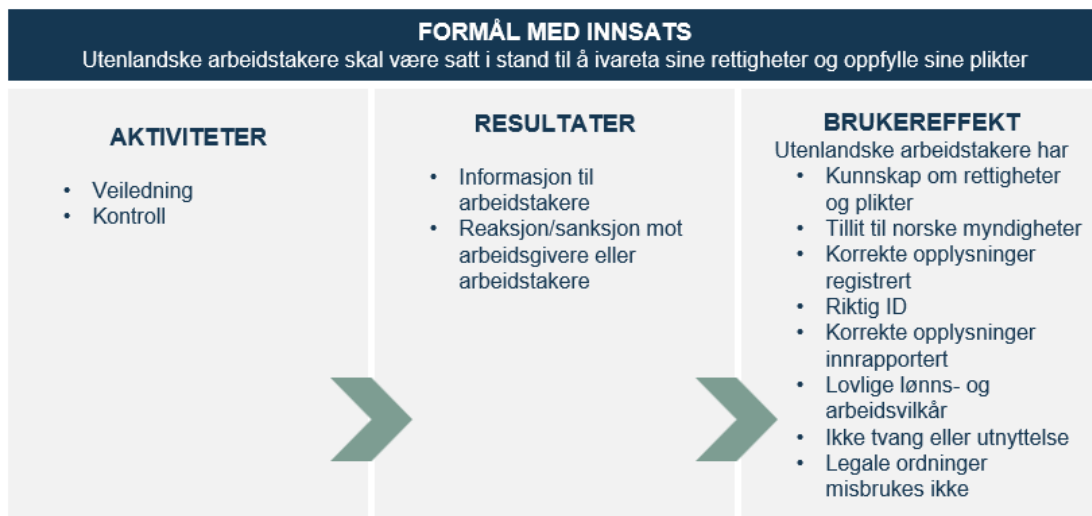 FORMÅL MED INNSATS
Utenlandske arbeidstakere skal være satt i stand til å ivareta sine rettigheter og oppfylle sine plikter
AKTIVITETER
• Veiledning
• Kontroll
RESULTATER
• Informasjon til
arbeidstakere
• Reaksjon/sanksjon mot
arbeidsgivere eller
arbeidstakere
BRUKEREFFEKT
Utenlandske arbeidstakere har
• Kunnskap om rettigheter
og plikter
• Tillit til norske myndigheter
• Korrekte opplysninger
registrert
• Riktig ID
• Korrekte opplysninger
innrapportert
• Lovlige lønns- og
arbeidsvilkår
• Ikke tvang eller utnyttelse
• Legale ordninger
misbrukes ikke